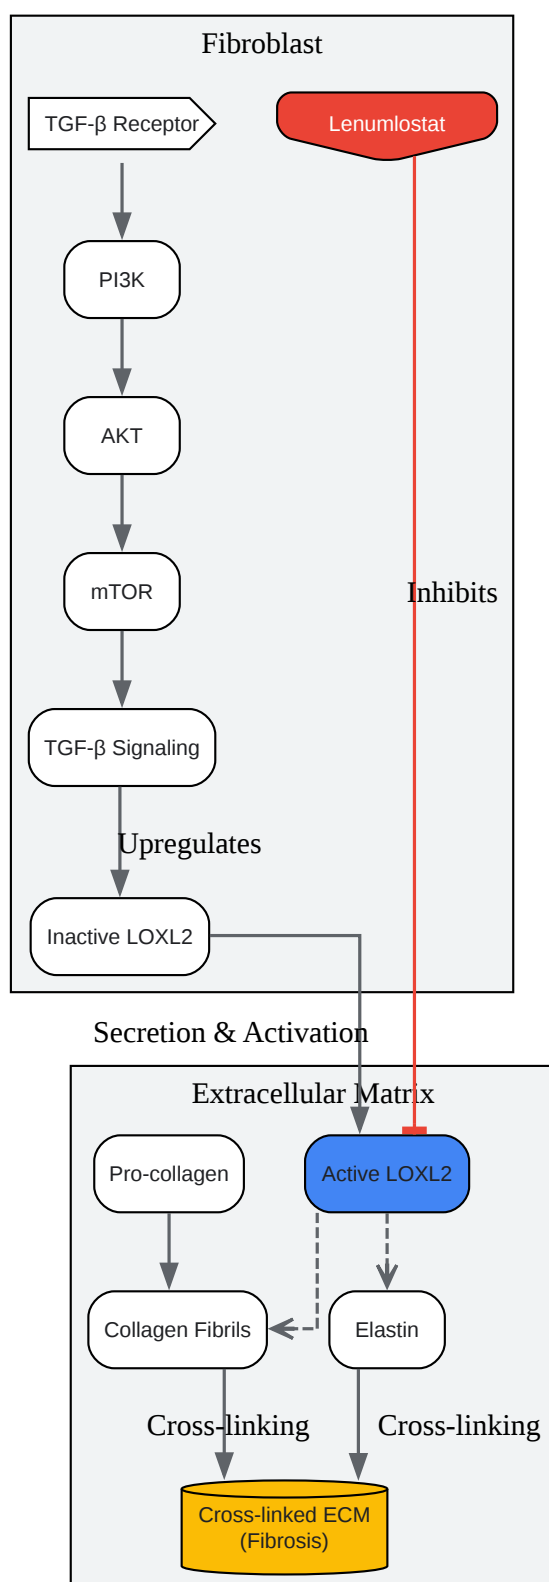 Fibroblast
TGF-β Receptor
Lenumlostat
PI3K
AKT
mTOR
Inhibits
TGF-β Signaling
Upregulates
Inactive LOXL2
Secretion & Activation
Extracellular Matrix
Pro-collagen
Active LOXL2
Collagen Fibrils
Elastin
Cross-linking
Cross-linking
Cross-linked ECM
(Fibrosis)